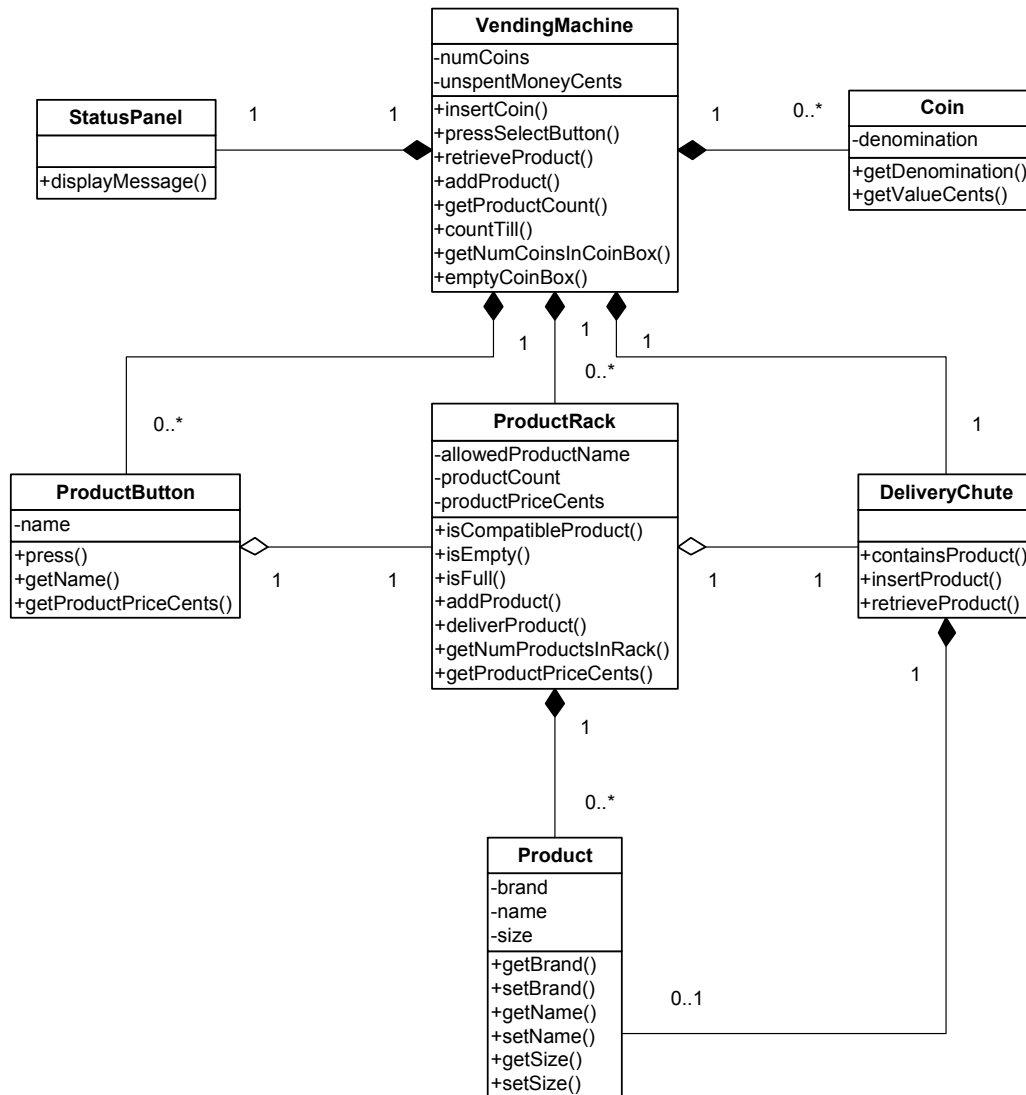 VendingMachine
-numCoins
-unspentMoneyCents
+insertCoin()
+pressSelectButton()
+retrieveProduct()
+addProduct()
+getProductCount()
+countTill()
+getNumCoinsInCoinBox()
+emptyCoinBox()
StatusPanel
+displayMessage()
1
1
1
0..*
Coin
-denomination
+getDenomination()
+getValueCents()
1
1
1
0..*
0..*
1
ProductButton
-name
+press()
+getName()
+getProductPriceCents()
1
1
ProductRack
-allowedProductName
-productCount
-productPriceCents
+isCompatibleProduct()
+isEmpty()
+isFull()
+addProduct()
+deliverProduct()
+getNumProductsInRack()
+getProductPriceCents()
1
1
DeliveryChute
+containsProduct()
+insertProduct()
+retrieveProduct()
1
1
0..*
0..1
Product
-brand
-name
-size
+getBrand()
+setBrand()
+getName()
+setName()
+getSize()
+setSize()